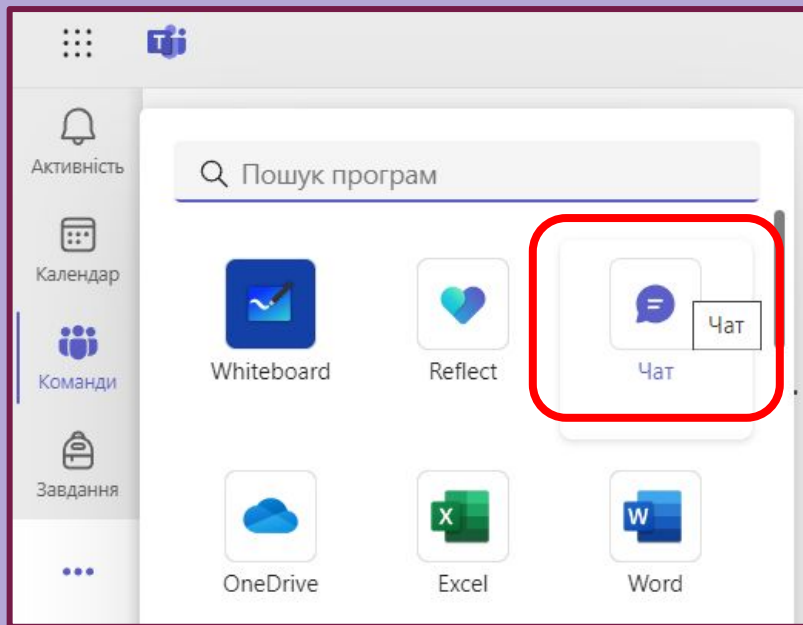 Активність
Календар
Команди
Завдання
Пошук програм
Whiteboard
Reflect
Чат
Чат
OneDrive
Excel
Word